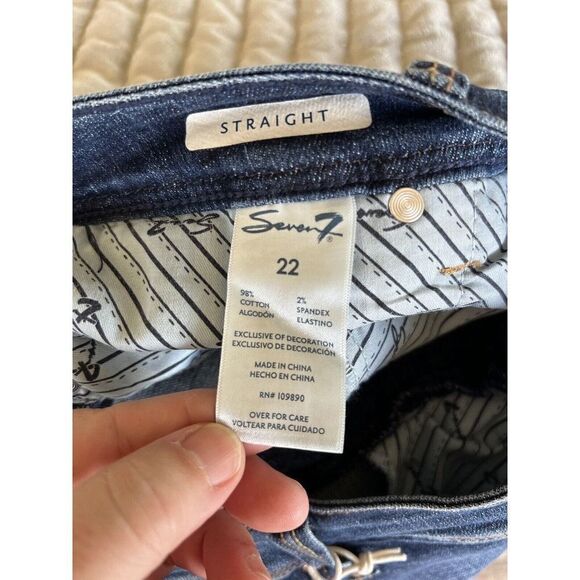 STRAIGHT
Seven7®
22
98% 2%
COTTON SPANDEX
ALGODÓN ELASTINO
EXCLUSIVE OF DECORATION
EXCLUSIVO DE DECORACIÓN
MADE IN CHINA
HECHO EN CHINA
RN# 109890
OVER FOR CARE
VOLTEAR PARA CUIDADO